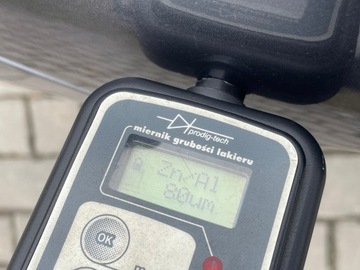 prodig-tech
miernik grubości lakieru
Zn/Al
80um
OK